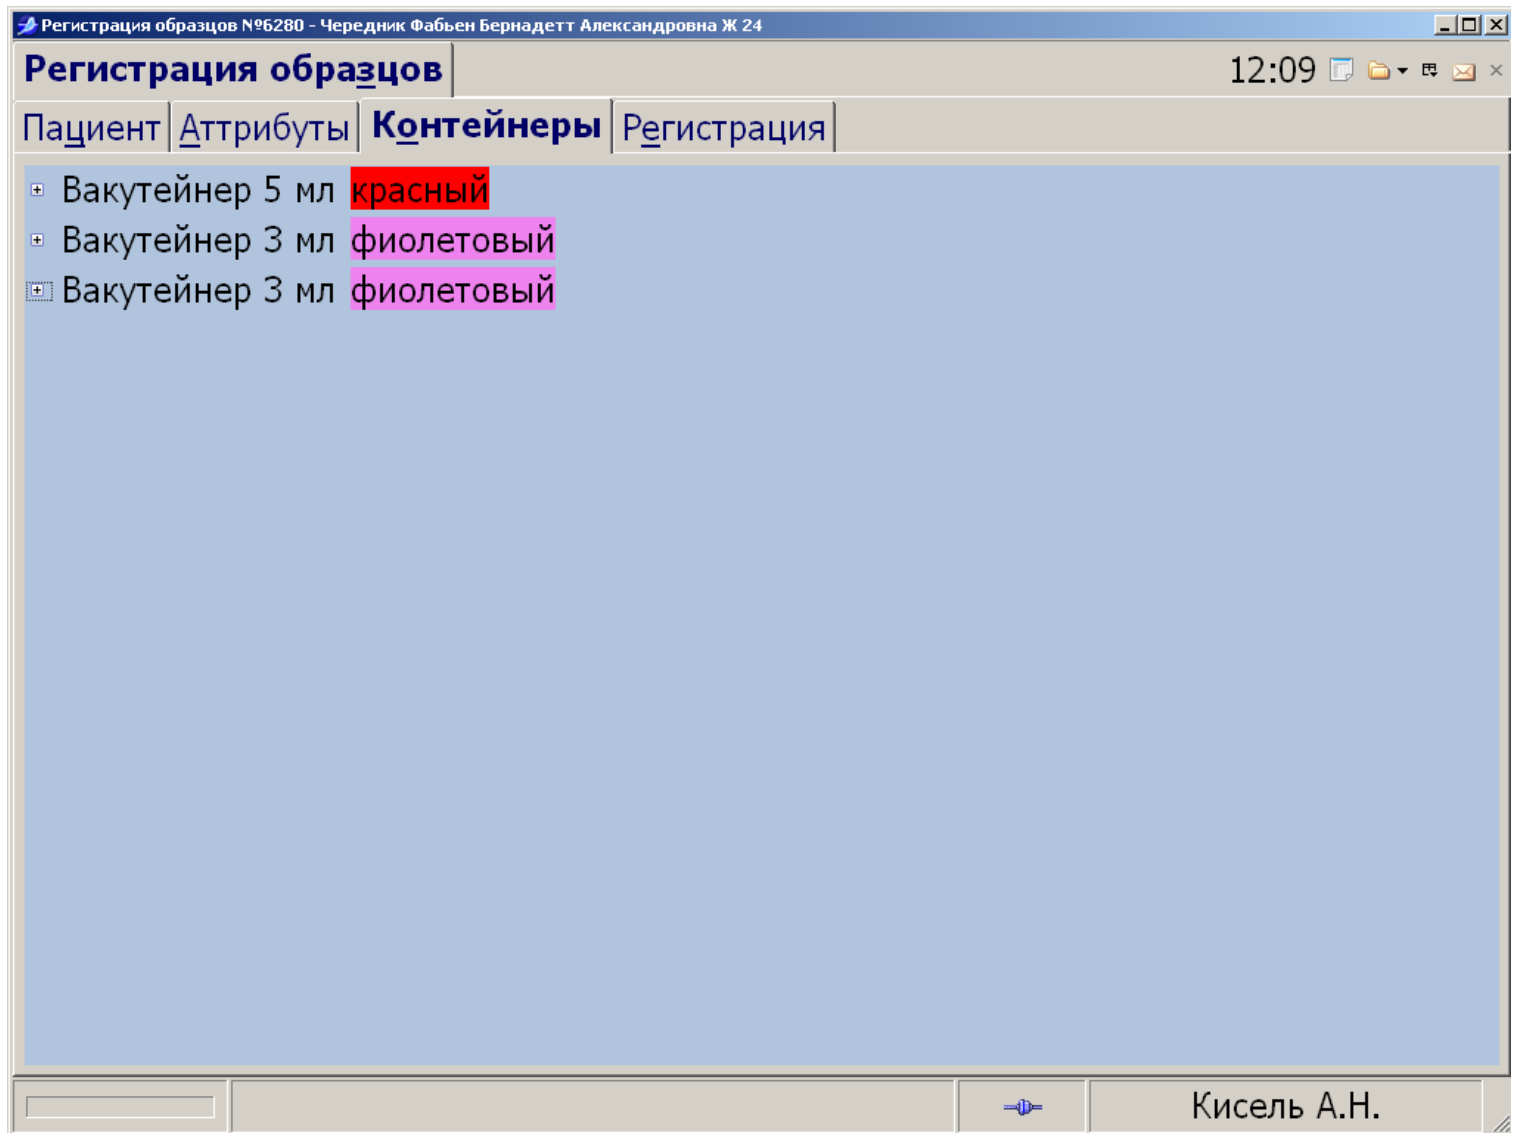 Регистрация образцов №6280 - Чередник Фабьен Бернадетт Александровна Ж 24
Регистрация образцов 12:09
Пациент Аттрибуты Контейнеры Регистрация
Вакутейнер 5 мл красный
Вакутейнер 3 мл фиолетовый
Вакутейнер 3 мл фиолетовый
Кисель А.Н.